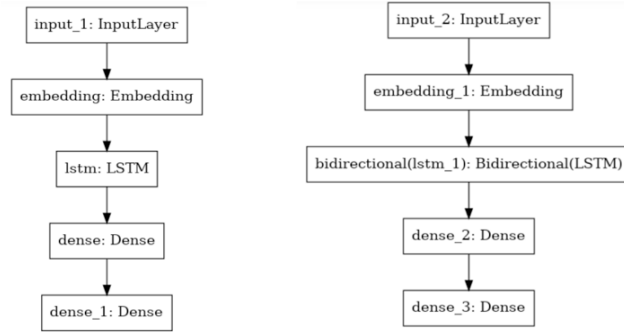 input_1: InputLayer
embedding: Embedding
lstm: LSTM
dense: Dense
dense_1: Dense
input_2: InputLayer
embedding_1: Embedding
bidirectional(lstm_1): Bidirectional(LSTM)
dense_2: Dense
dense_3: Dense